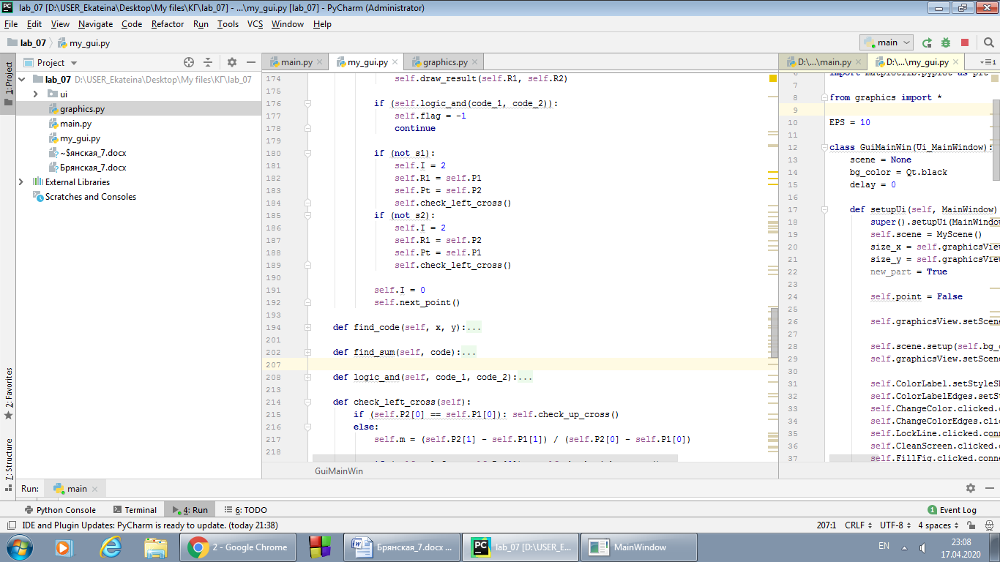 lab_07 [D:\USER_Ekateina\Desktop\My files\КГ\lab_07] - ...\my_gui.py [lab_07] - PyCharm (Administrator)
File Edit View Navigate Code Refactor Run Tools VCS Window Help
lab_07 my_gui.py main
Project main.py my_gui.py graphics.py D:\...\main.py D:\...\my_gui.py 1
1: Project
2: Favorites
7: Structure
lab_07 D:\USER_Ekateina\Desktop\My files\КГ\lab_07
ui
graphics.py
main.py
my_gui.py
~$янская_7.docx
Брянская_7.docx
External Libraries
Scratches and Consoles
174 self.draw_result(self.R1, self.R2)
175
176 if (self.logic_and(code_1, code_2)):
177 self.flag = -1
178 continue
179
180 if (not s1):
181 self.I = 2
182 self.R1 = self.P1
183 self.Pt = self.P2
184 self.check_left_cross()
185 if (not s2):
186 self.I = 2
187 self.R1 = self.P2
188 self.Pt = self.P1
189 self.check_left_cross()
190
191 self.I = 0
192 self.next_point()
193
194 def find_code(self, x, y):...
201
202 def find_sum(self, code):...
207
208 def logic_and(self, code_1, code_2):...
213
214 def check_left_cross(self):
215 if (self.P2[0] == self.P1[0]): self.check_up_cross()
216 else:
217 self.m = (self.P2[1] - self.P1[1]) / (self.P2[0] - self.P1[0])
218
GuiMainWin
6 import matplotlib.pyplot as plt
7
8 from graphics import *
9
10 EPS = 10
11
12 class GuiMainWin(Ui_MainWindow):
13 scene = None
14 bg_color = Qt.black
15 delay = 0
16
17 def setupUi(self, MainWindow)
18 super().setupUi(MainWindow
19 self.scene = MyScene()
20 size_x = self.graphicsView
21 size_y = self.graphicsView
22 new_part = True
23
24 self.point = False
25
26 self.graphicsView.setScene
27
28 self.scene.setup(self.bg_c
29 self.graphicsView.setScene
30
31 self.ColorLabel.setStyleSh
32 self.ColorLabelEdges.setSt
33 self.ChangeColor.clicked.c
34 self.ChangeColorEdges.clic
35 self.LockLine.clicked.conn
36 self.CleanScreen.clicked.c
37 self.FillFig.clicked.conne
Run: main
Python Console Terminal 4: Run 6: TODO 1 Event Log
IDE and Plugin Updates: PyCharm is ready to update. (today 21:38) 207:1 CRLF UTF-8 4 spaces
2 - Google Chrome Брянская_7.docx ... lab_07 [D:\USER_E... MainWindow EN 23:08
17.04.2020